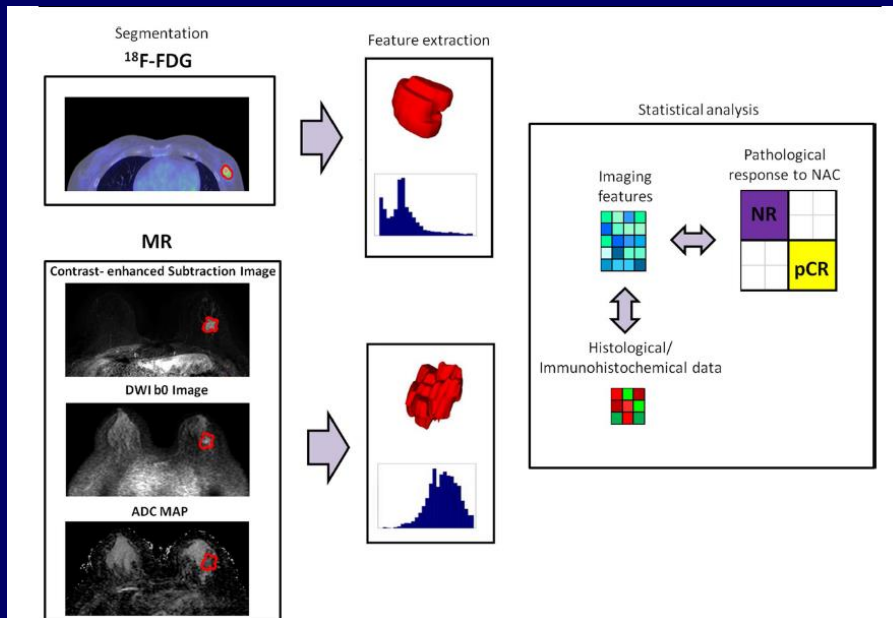 Segmentation
¹⁸F-FDG
Feature extraction
MR
Contrast- enhanced Subtraction Image
DWI b0 Image
ADC MAP
Statistical analysis
Imaging
features
Pathological
response to NAC
NR
pCR
Histological/
Immunohistochemical data